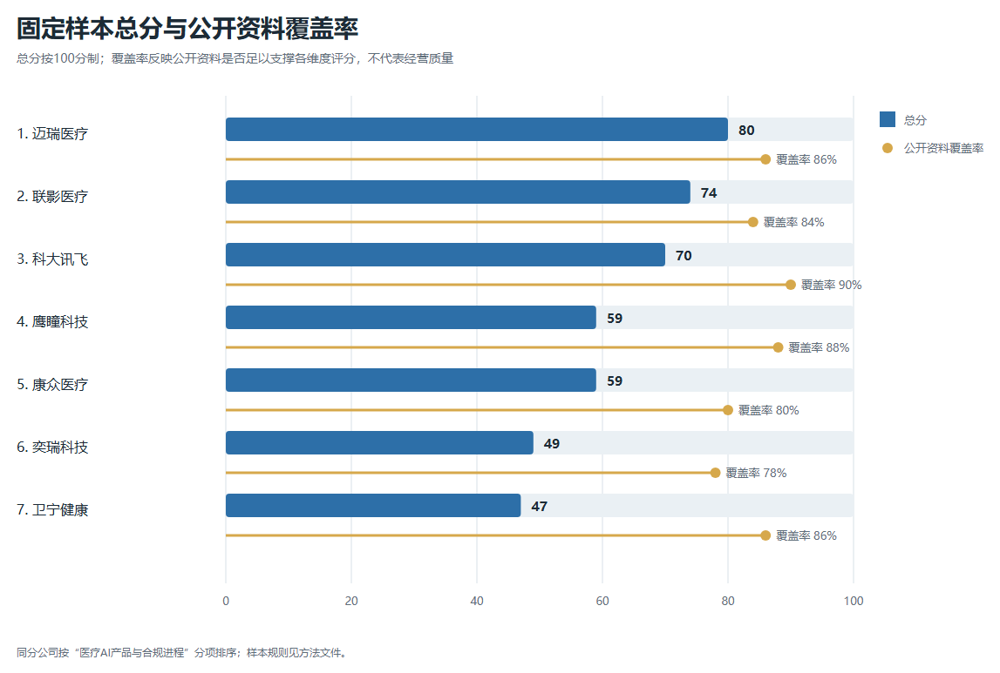 固定样本总分与公开资料覆盖率
总分按100分制；覆盖率反映公开资料是否足以支撑各维度评分，不代表经营质量
总分
公开资料覆盖率
1. 迈瑞医疗
80
覆盖率 86%
2. 联影医疗
74
覆盖率 84%
3. 科大讯飞
70
覆盖率 90%
4. 鹰瞳科技
59
覆盖率 88%
5. 康众医疗
59
覆盖率 80%
6. 奕瑞科技
49
覆盖率 78%
7. 卫宁健康
47
覆盖率 86%
0 20 40 60 80 100
同分公司按“医疗AI产品与合规进程”分项排序；样本规则见方法文件。